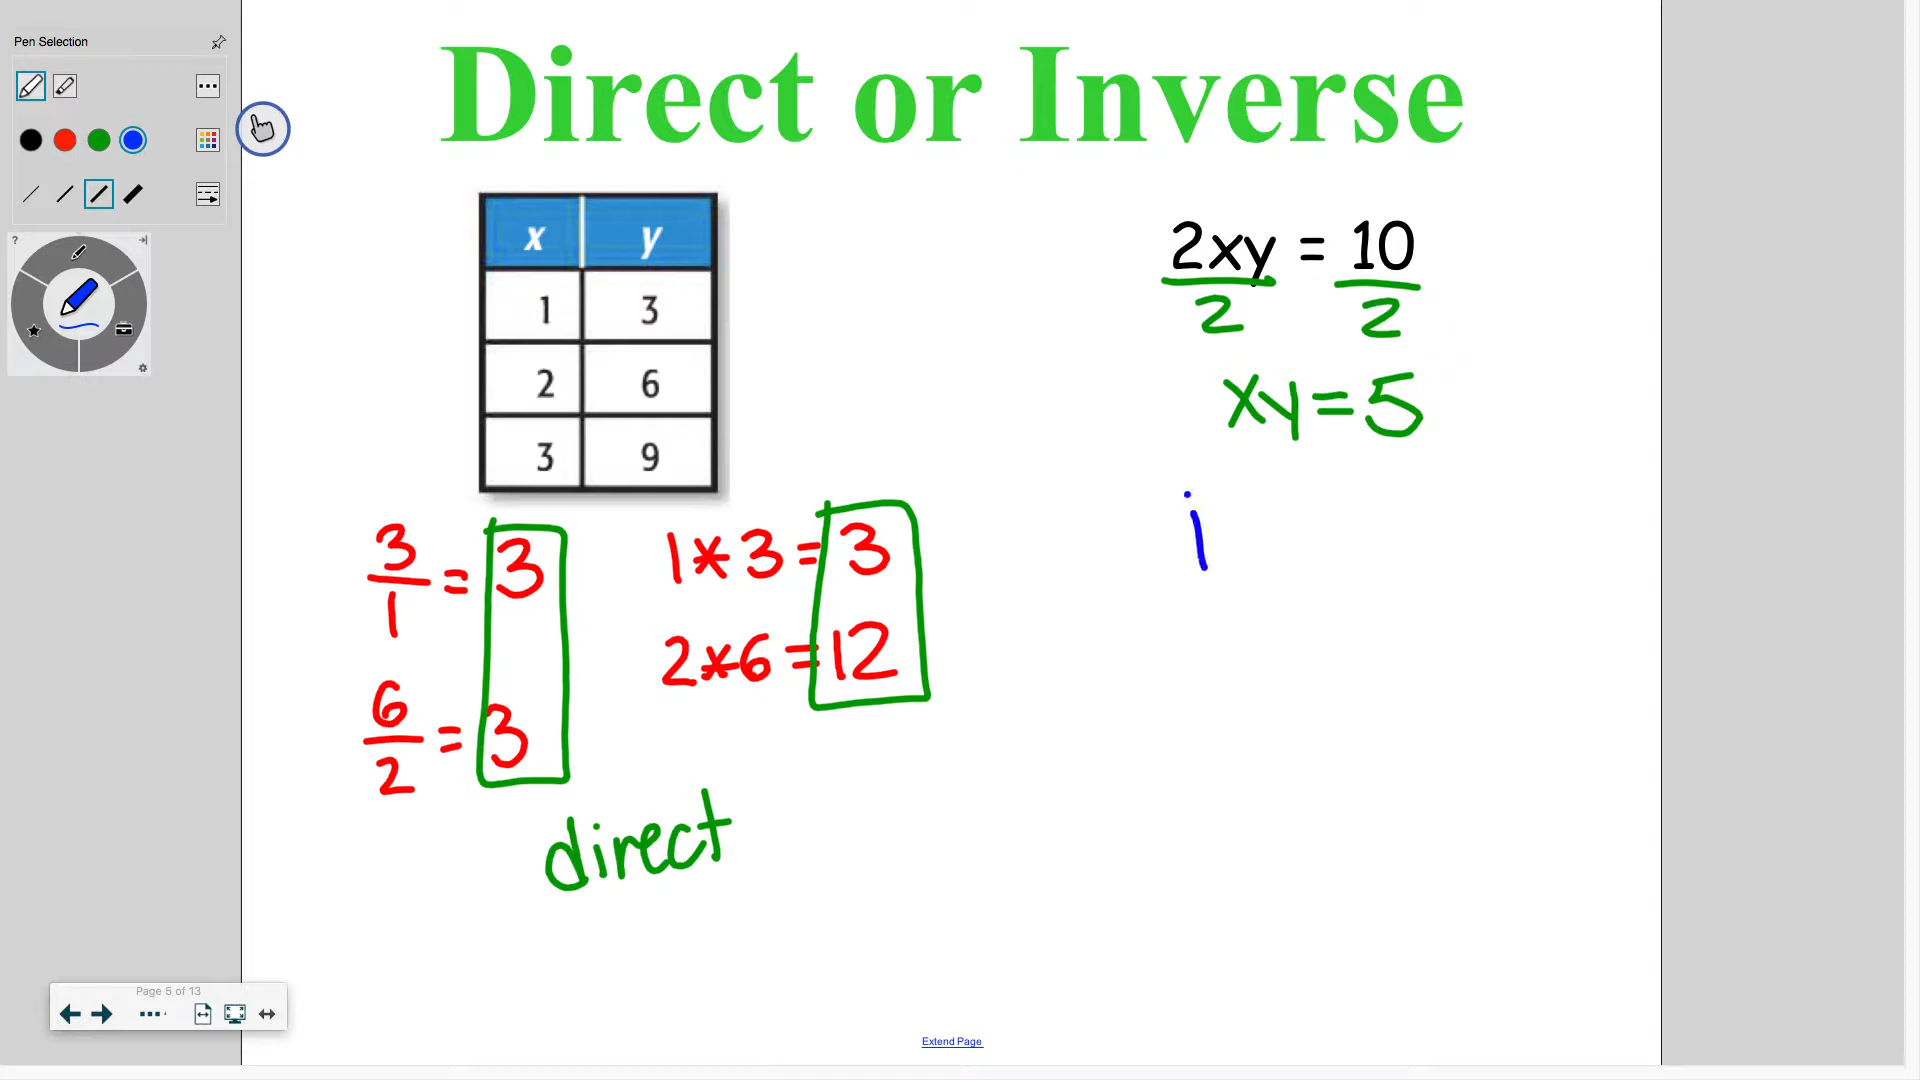 Pen Selection
Direct or Inverse
x y
1 3
2 6
3 9
2xy = 10
2 2
xy=5
3/1 = 3
6/2 = 3
1*3=3
2*6=12
direct
i
Page 5 of 13
Extend Page